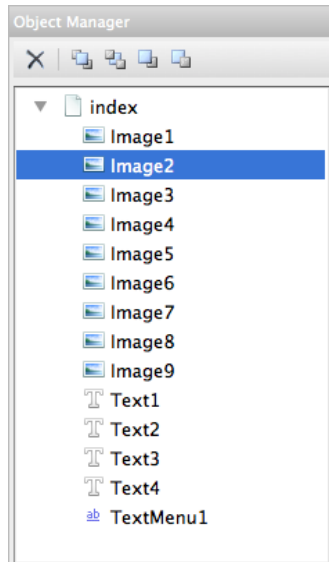 Object Manager
index
Image1
Image2
Image3
Image4
Image5
Image6
Image7
Image8
Image9
T Text1
T Text2
T Text3
T Text4
ab TextMenu1